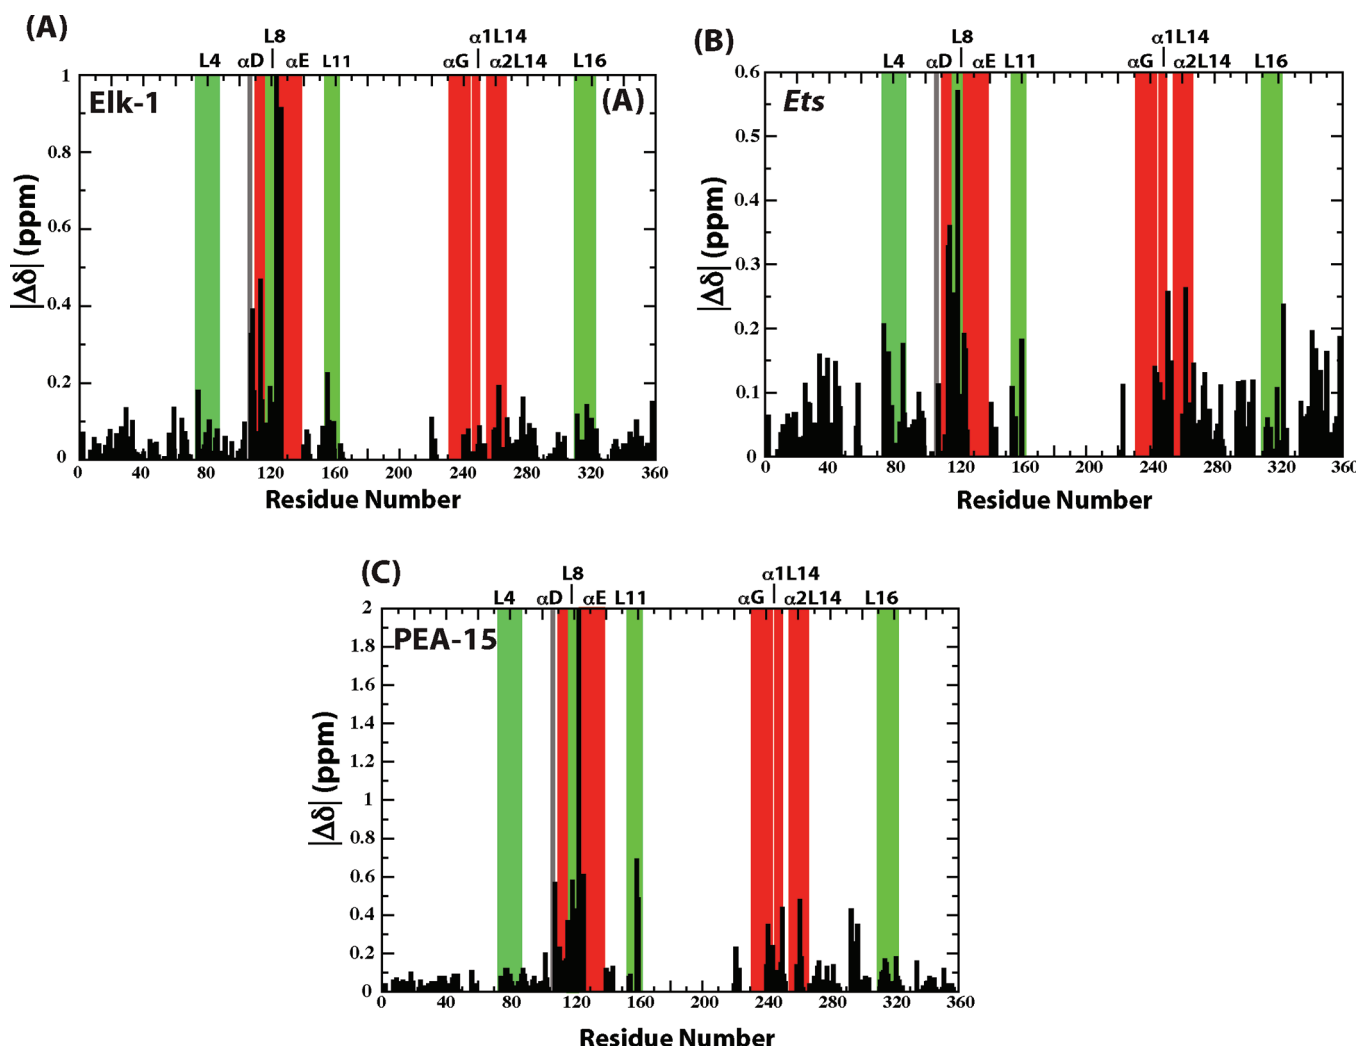 (A)
L8
α1L14
L4 αD αE L11 αG α2L14 L16
Elk-1
(A)
|Δδ| (ppm)
1
0.8
0.6
0.4
0.2
0
0 40 80 120 160 200 240 280 320 360
Residue Number
(B)
L8
α1L14
L4 αD αE L11 αG α2L14 L16
Ets
|Δδ| (ppm)
0.6
0.5
0.4
0.3
0.2
0.1
0
0 40 80 120 160 200 240 280 320 360
Residue Number
(C)
L8
α1L14
L4 αD αE L11 αG α2L14 L16
PEA-15
|Δδ| (ppm)
2
1.8
1.6
1.4
1.2
1
0.8
0.6
0.4
0.2
0
0 40 80 120 160 200 240 280 320 360
Residue Number